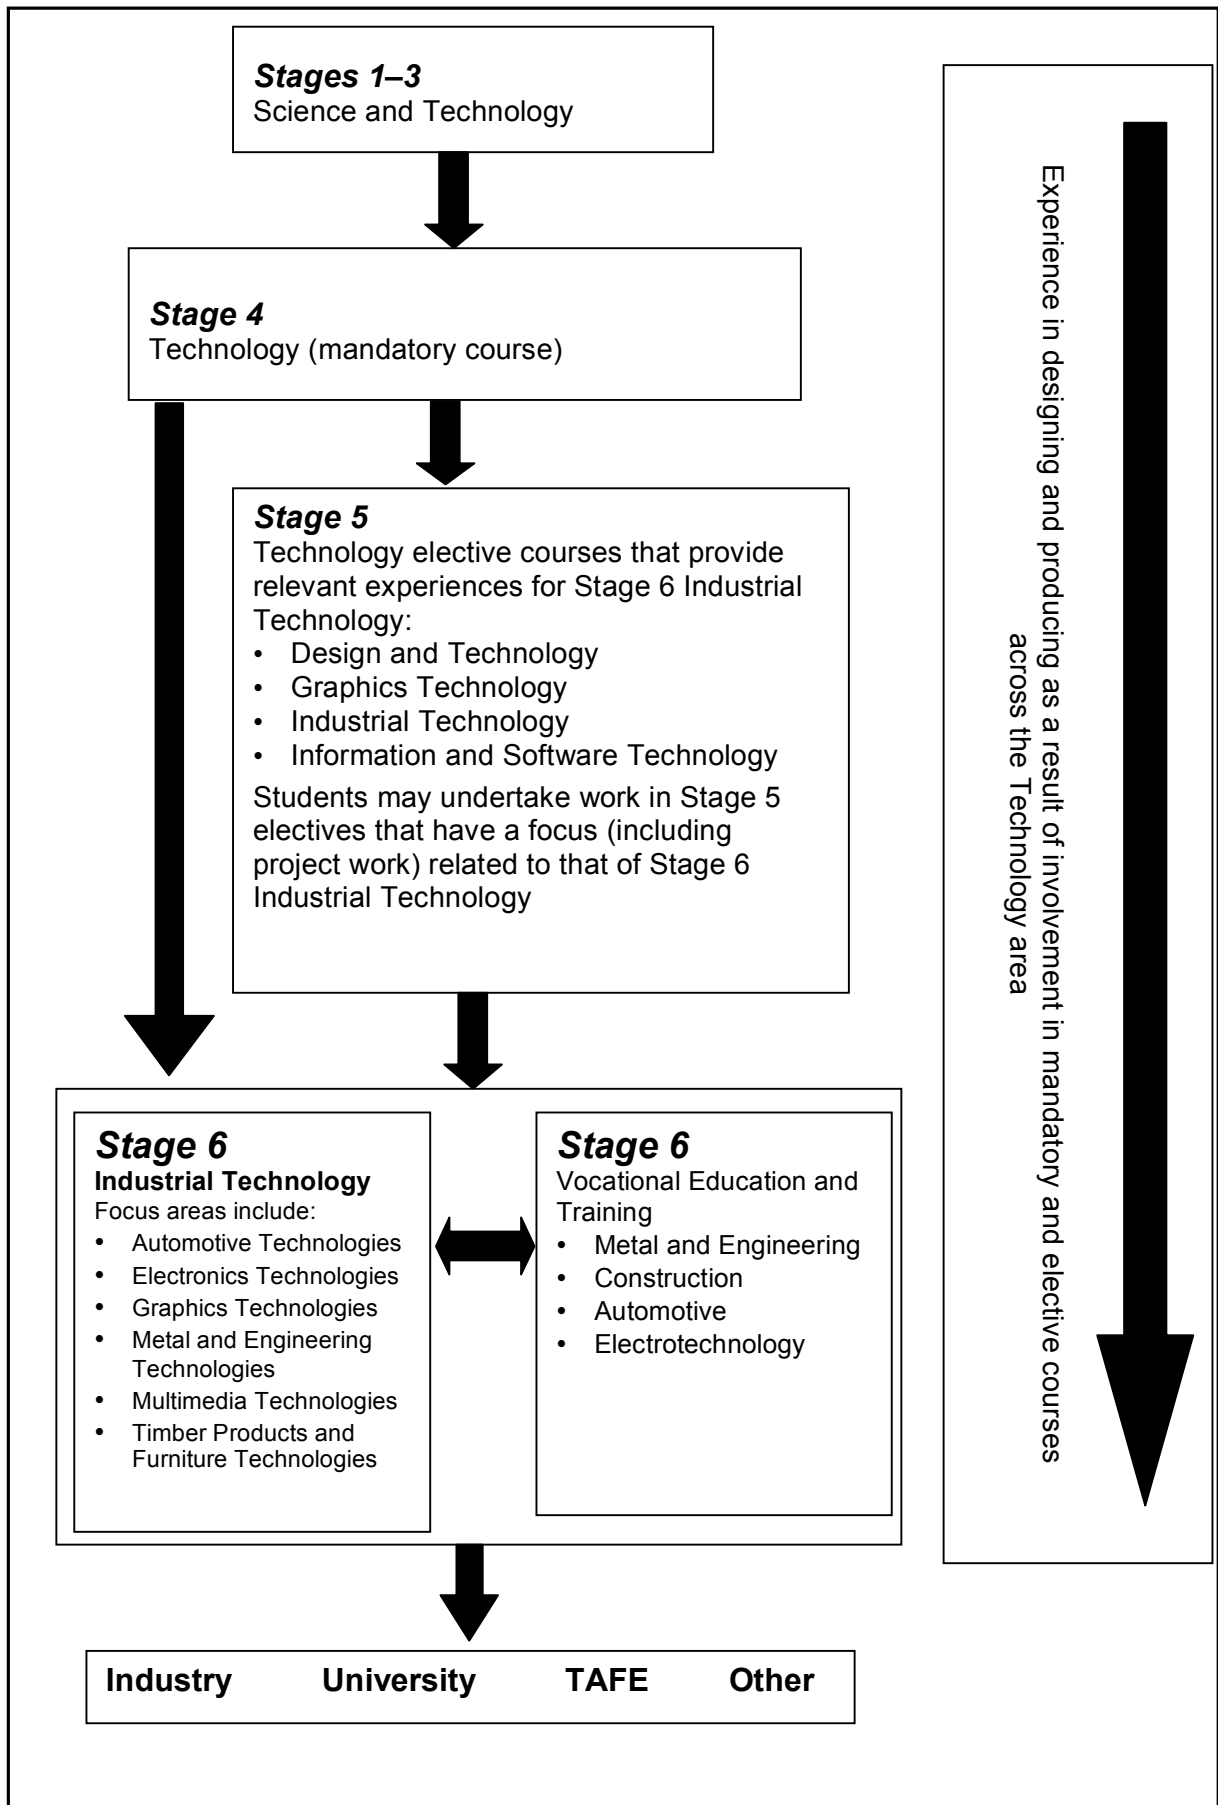 Stages 1–3
Science and Technology
Stage 4
Technology (mandatory course)
Stage 5
Technology elective courses that provide
relevant experiences for Stage 6 Industrial
Technology:
• Design and Technology
• Graphics Technology
• Industrial Technology
• Information and Software Technology
Students may undertake work in Stage 5
electives that have a focus (including
project work) related to that of Stage 6
Industrial Technology
Stage 6
Industrial Technology
Focus areas include:
• Automotive Technologies
• Electronics Technologies
• Graphics Technologies
• Metal and Engineering
Technologies
• Multimedia Technologies
• Timber Products and
Furniture Technologies
Stage 6
Vocational Education and
Training
• Metal and Engineering
• Construction
• Automotive
• Electrotechnology
Industry University TAFE Other
Experience in designing and producing as a result of involvement in mandatory and elective courses
across the Technology area